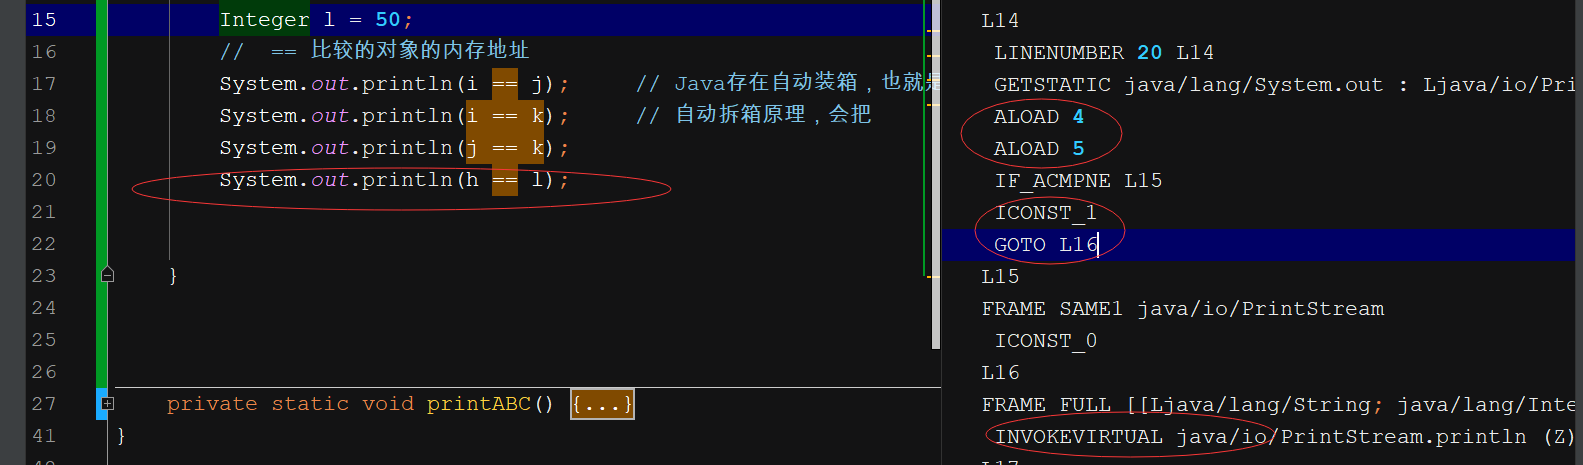 15 Integer l = 50;
16 // == 比较的对象的内存地址
17 System.out.println(i == j); // Java存在自动装箱，也就是
18 System.out.println(i == k); // 自动拆箱原理，会把
19 System.out.println(j == k);
20 System.out.println(h == l);
21
22
23 }
24
25
26
27 private static void printABC() {...}
41 }
42
L14
LINENUMBER 20 L14
GETSTATIC java/lang/System.out : Ljava/io/Pri
ALOAD 4
ALOAD 5
IF_ACMPNE L15
ICONST_1
GOTO L16
L15
FRAME SAME1 java/io/PrintStream
ICONST_0
L16
FRAME FULL [[Ljava/lang/String; java/lang/Inte
INVOKEVIRTUAL java/io/PrintStream.println (Z)
L17